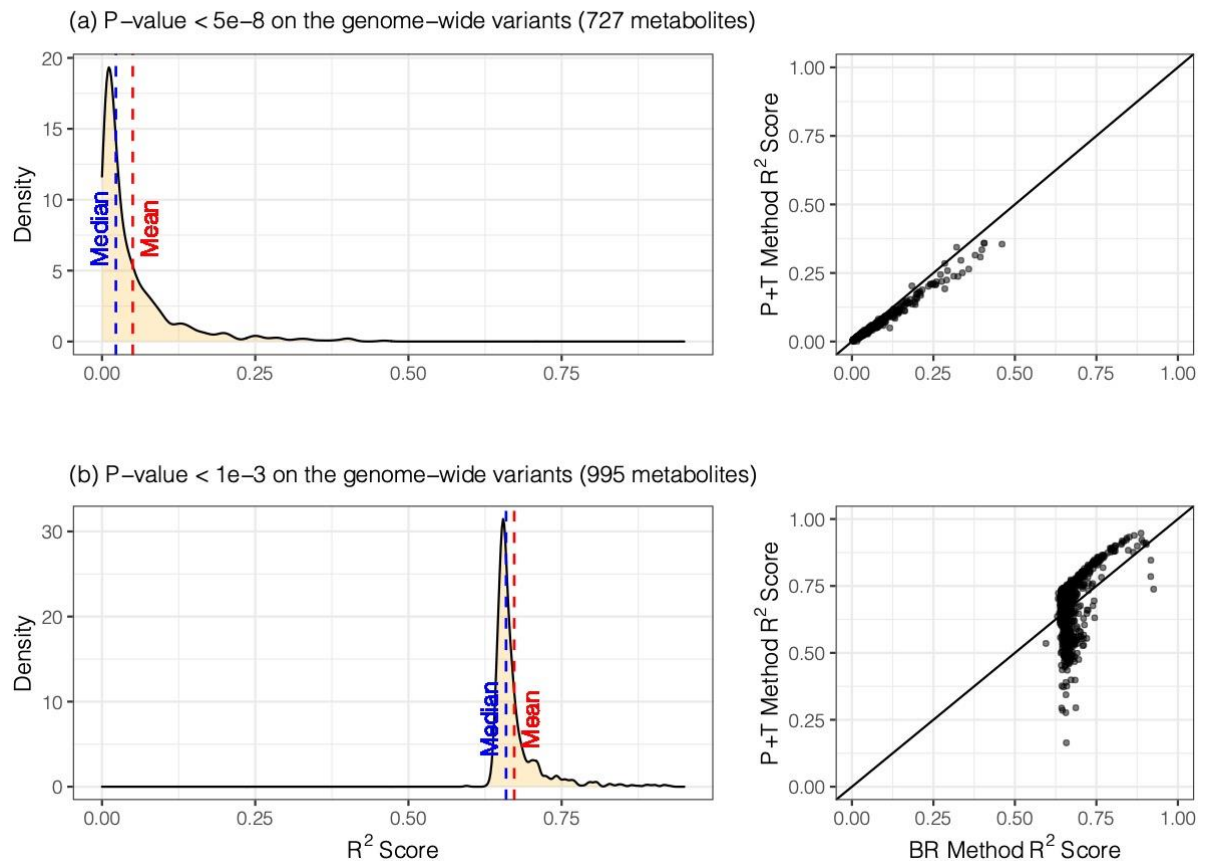 (a) P−value < 5e−8 on the genome−wide variants (727 metabolites)
20
15
10
5
0
Density
Median
Mean
0.00 0.25 0.50 0.75
1.00
0.75
0.50
0.25
0.00
P+T Method R² Score
0.00 0.25 0.50 0.75 1.00
(b) P−value < 1e−3 on the genome−wide variants (995 metabolites)
30
20
10
0
Density
Median
Mean
0.00 0.25 0.50 0.75
R² Score
1.00
0.75
0.50
0.25
0.00
P+T Method R² Score
0.00 0.25 0.50 0.75 1.00
BR Method R² Score